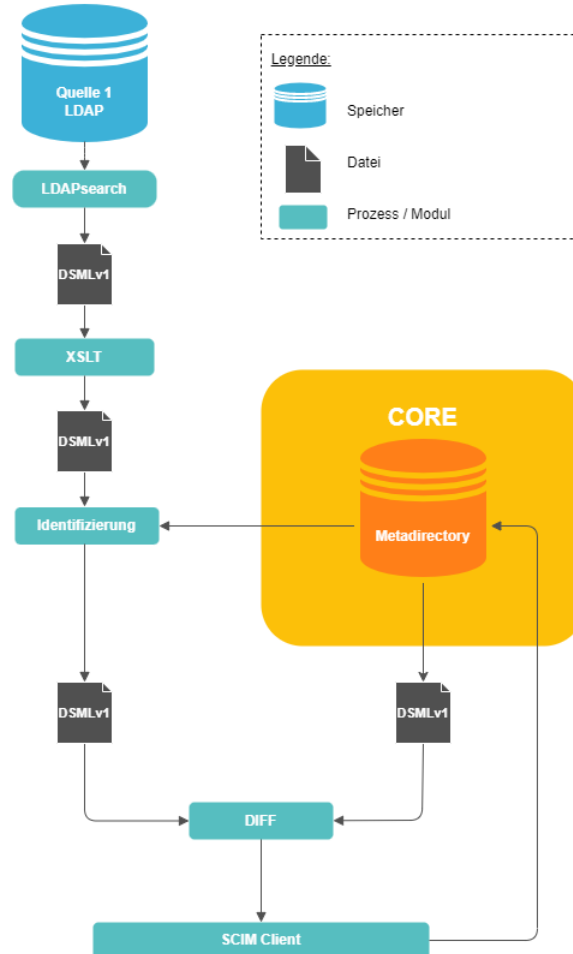 Quelle 1
LDAP
Legende:
Speicher
Datei
Prozess / Modul
LDAPsearch
DSMLv1
XSLT
DSMLv1
CORE
Identifizierung
Metadirectory
DSMLv1
DSMLv1
DIFF
SCIM Client